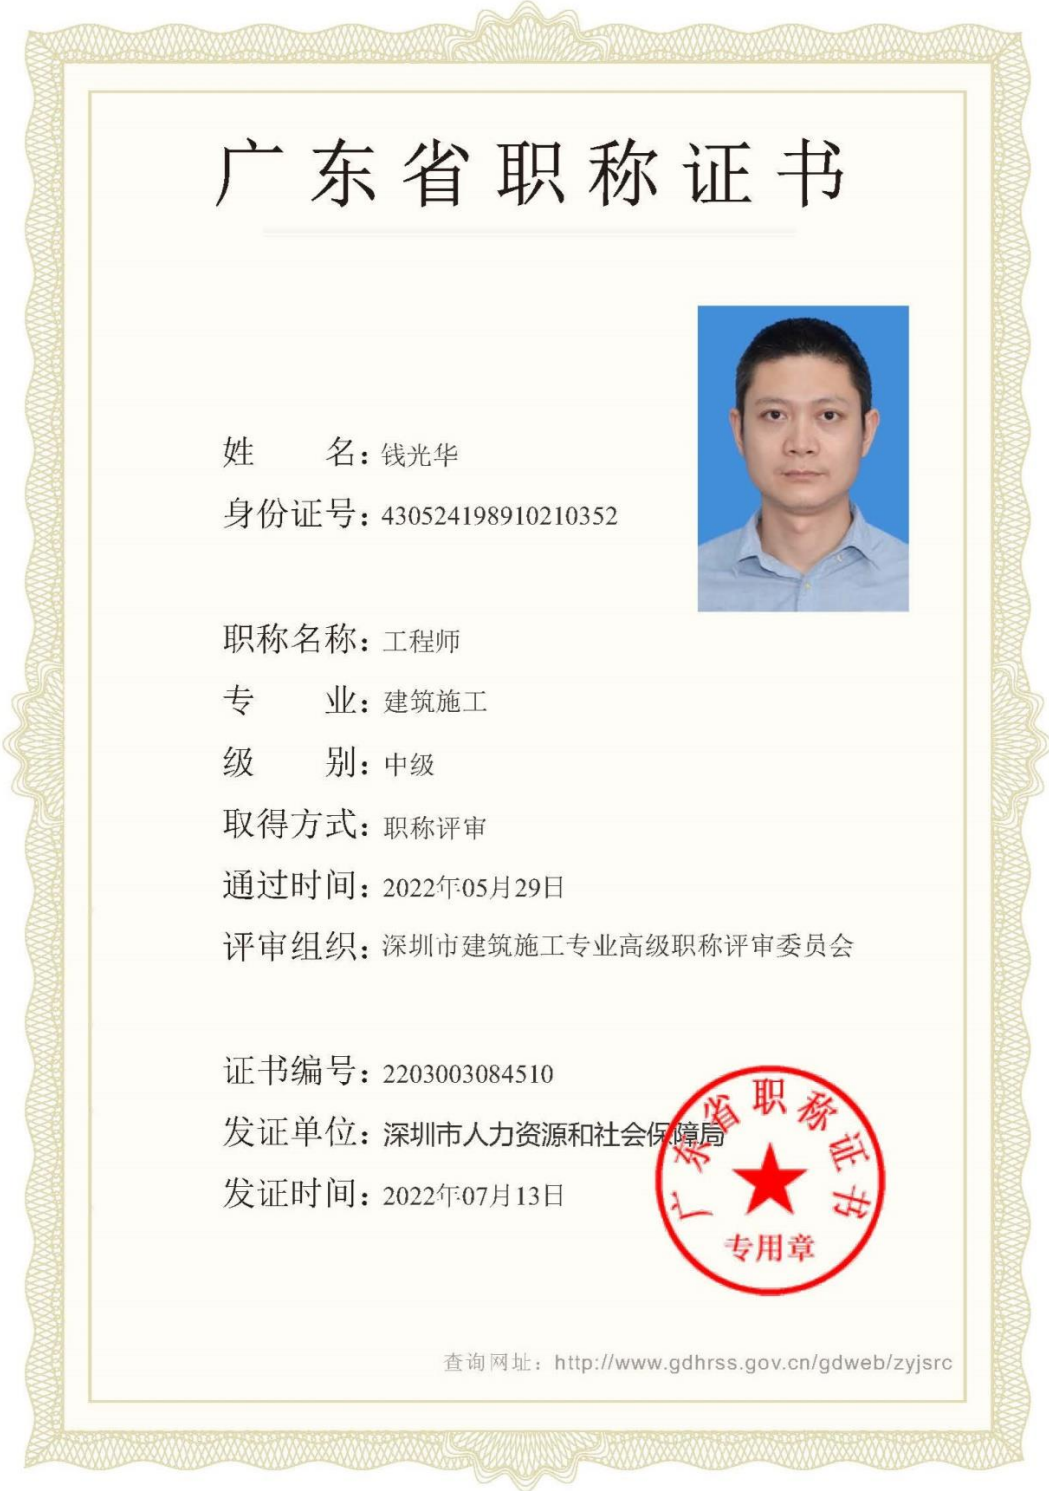 广东省职称证书
姓　　名：钱光华
身份证号：430524198910210352
职称名称：工程师
专　　业：建筑施工
级　　别：中级
取得方式：职称评审
通过时间：2022年05月29日
评审组织：深圳市建筑施工专业高级职称评审委员会
证书编号：2203003084510
发证单位：深圳市人力资源和社会保障局
发证时间：2022年07月13日
广东省职称证书
专用章
查询网址：http://www.gdhrss.gov.cn/gdweb/zyjsrc